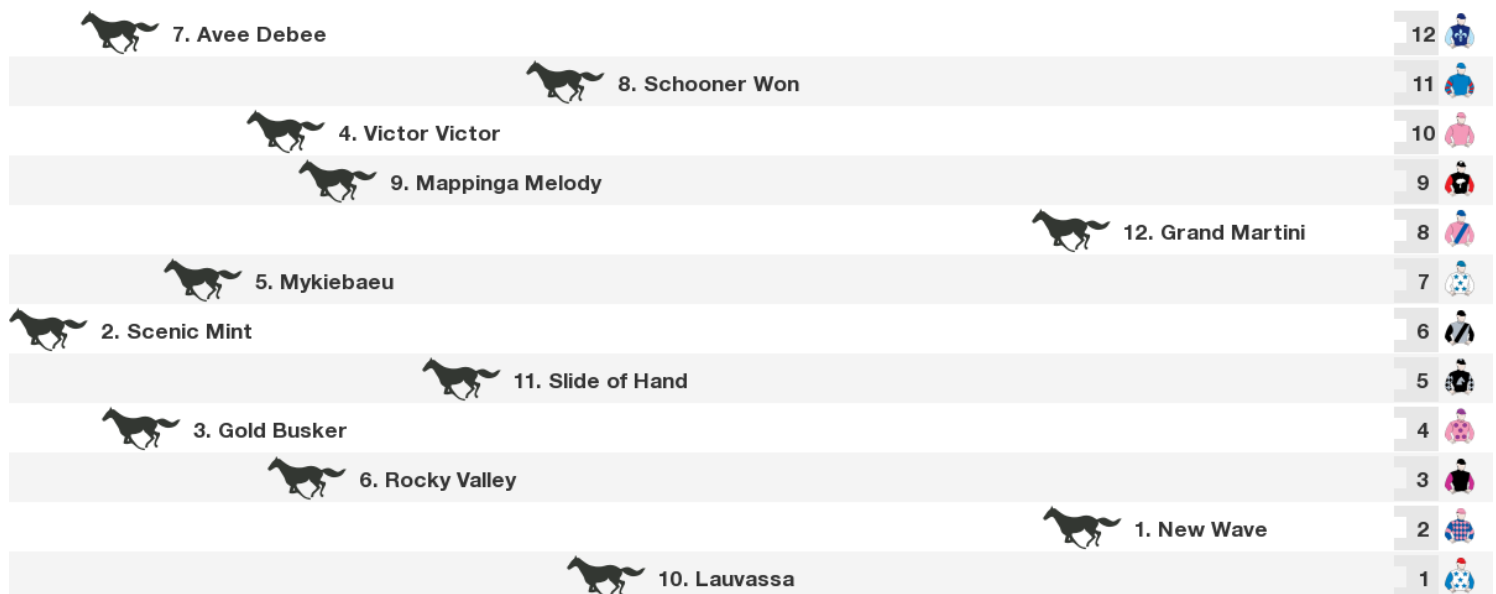 7. Avee Debee 12
8. Schooner Won 11
4. Victor Victor 10
9. Mappinga Melody 9
12. Grand Martini 8
5. Mykiebaeu 7
2. Scenic Mint 6
11. Slide of Hand 5
3. Gold Busker 4
6. Rocky Valley 3
1. New Wave 2
10. Lauvassa 1